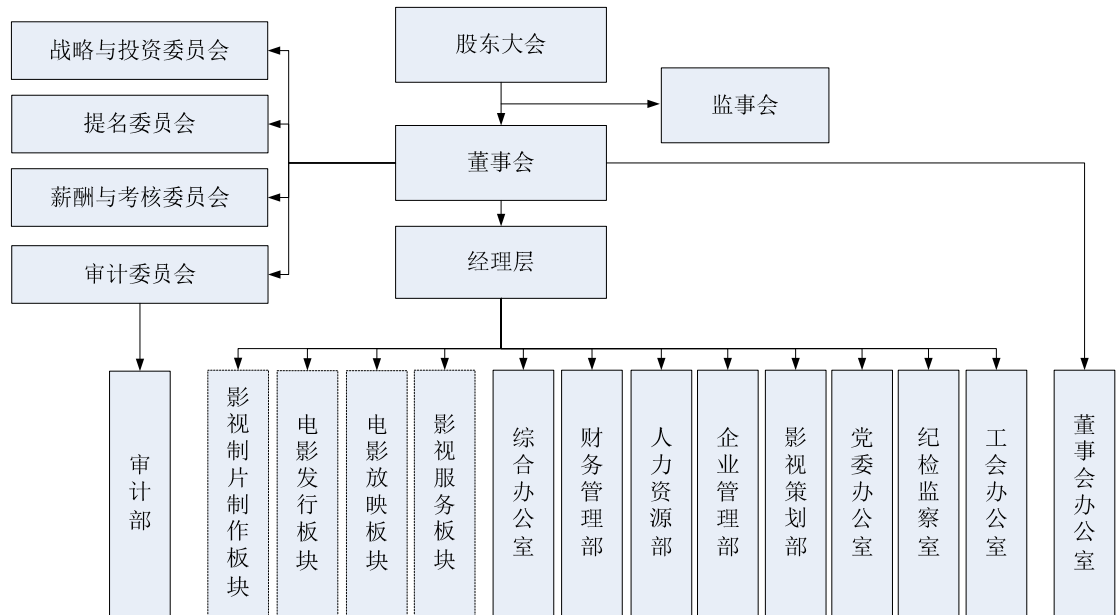 战略与投资委员会
股东大会
监事会
提名委员会
董事会
薪酬与考核委员会
经理层
审计委员会
审计部
影视制片制作板块
电影发行板块
电影放映板块
影视服务板块
综合办公室
财务管理部
人力资源部
企业管理部
影视策划部
党委办公室
纪检监察室
工会办公室
董事会办公室